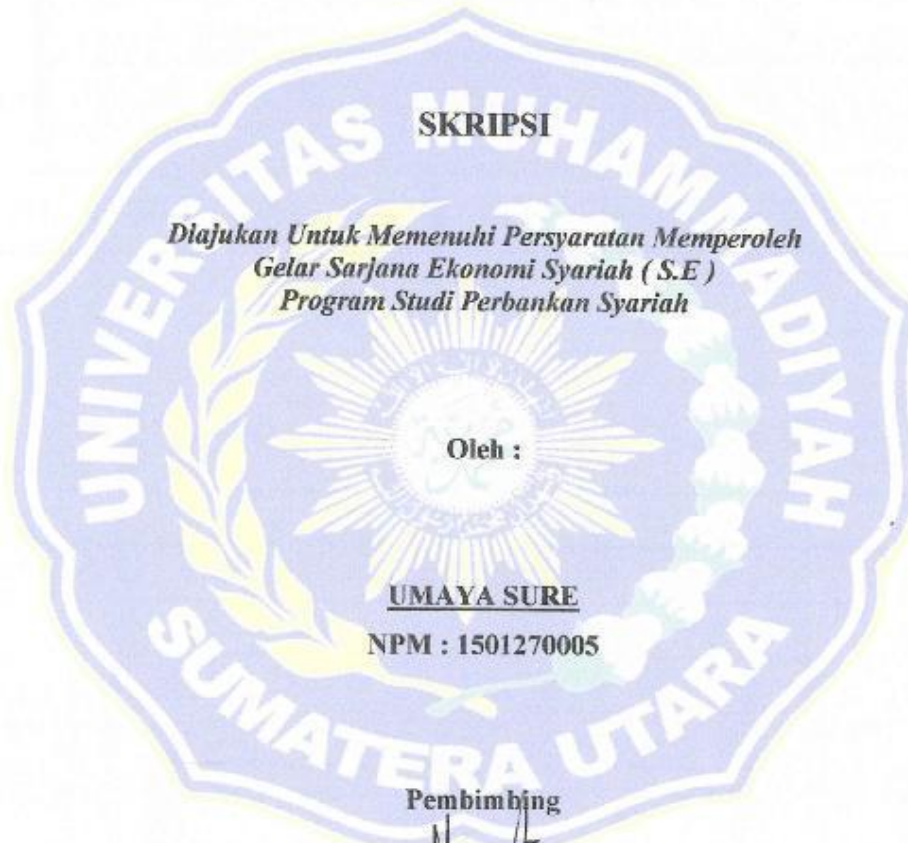 SKRIPSI
Diajukan Untuk Memenuhi Persyaratan Memperoleh
Gelar Sarjana Ekonomi Syariah ( S.E )
Program Studi Perbankan Syariah
Oleh :
UMAYA SURE
NPM : 1501270005
Pembimbing
UNIVERSITAS MUHAMMADIYAH
SUMATERA UTARA